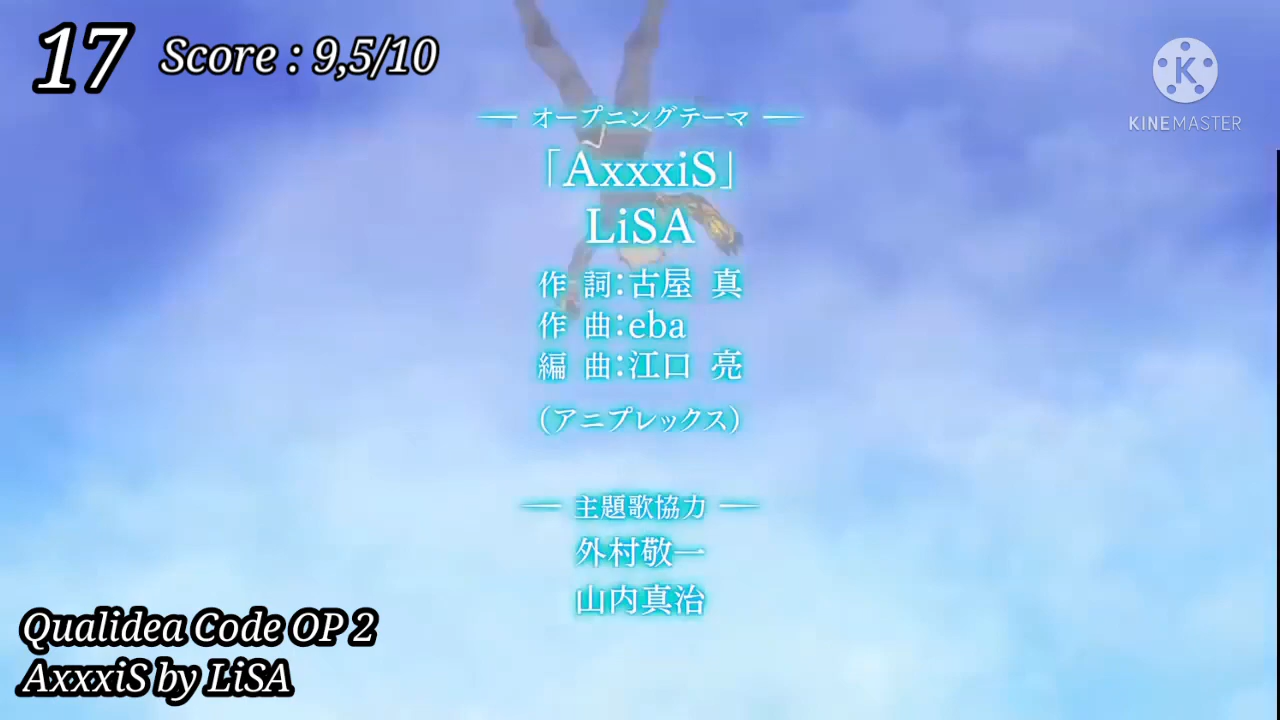 17
Score : 9,5/10
KINEMASTER
オープニングテーマ
「AxxxiS」
LiSA
作 詞:古屋 真
作 曲:eba
編 曲:江口 亮
(アニプレックス)
主題歌協力
外村敬一
山内真治
Qualidea Code OP 2
AxxxiS by LiSA